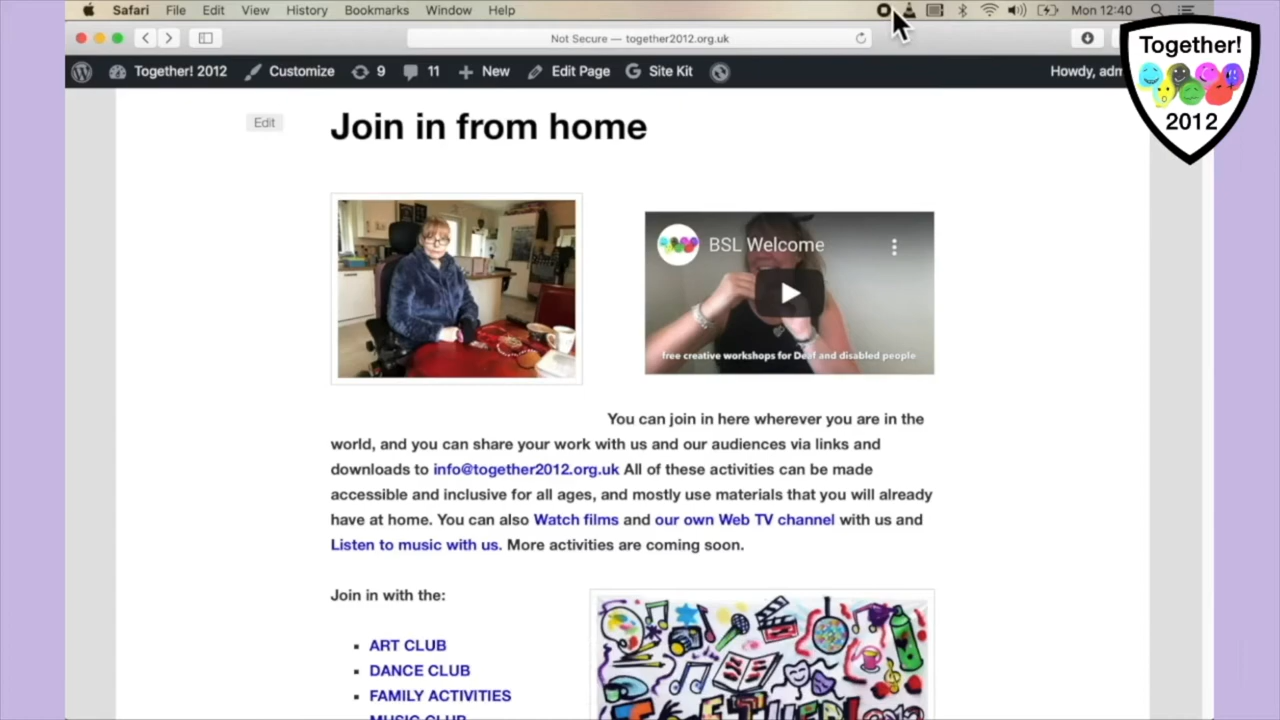 Safari File Edit View History Bookmarks Window Help Mon 12:40
Not Secure — together2012.org.uk
Together! 2012 Customize 9 11 New Edit Page Site Kit Howdy,
Together!
2012
Edit
Join in from home
BSL Welcome
free creative workshops for Deaf and disabled people
You can join in here wherever you are in the
world, and you can share your work with us and our audiences via links and
downloads to info@together2012.org.uk All of these activities can be made
accessible and inclusive for all ages, and mostly use materials that you will already
have at home. You can also Watch films and our own Web TV channel with us and
Listen to music with us. More activities are coming soon.
Join in with the:
ART CLUB
DANCE CLUB
FAMILY ACTIVITIES
MUSIC CLUB